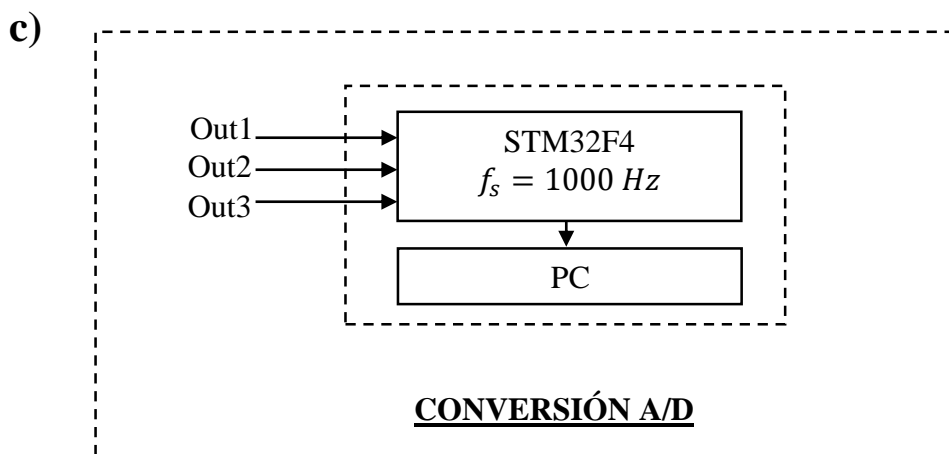 c)
Out1
Out2
Out3
STM32F4
f_s = 1000 Hz
PC
CONVERSIÓN A/D